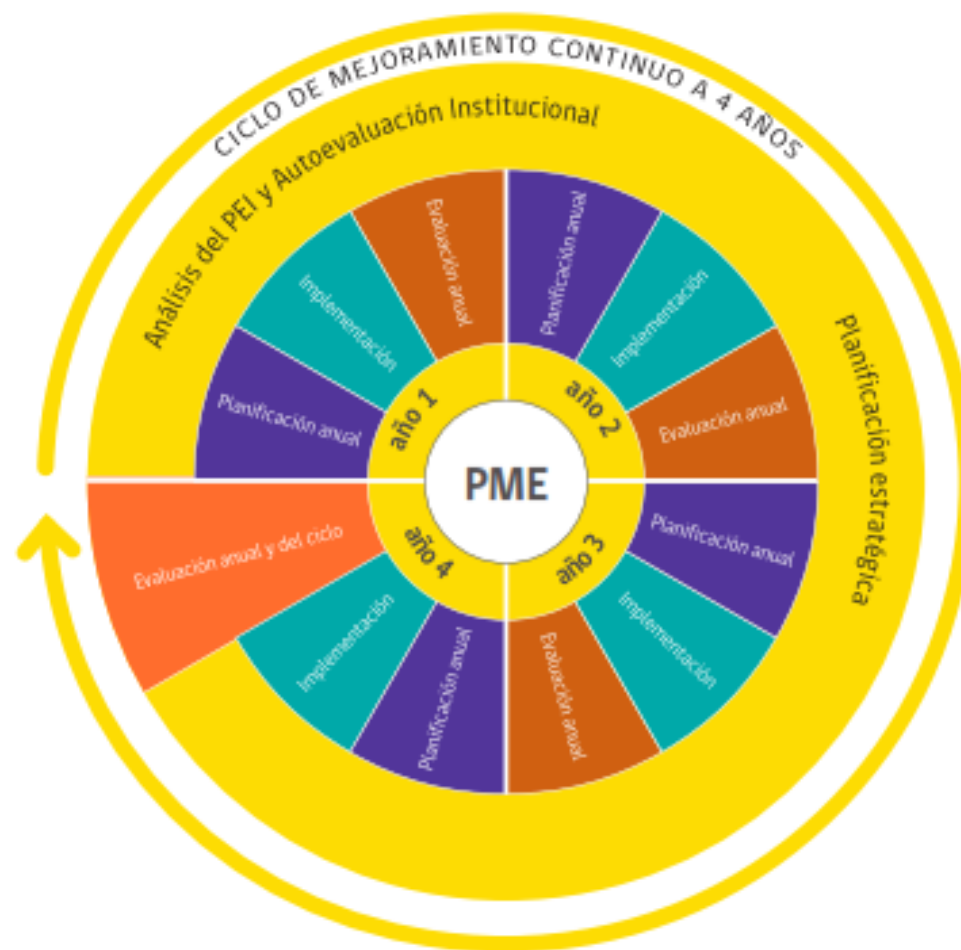 CICLO DE MEJORAMIENTO CONTINUO A 4 AÑOS
Análisis del PEI y Autoevaluación Institucional
Planificación estratégica
PME
año 1
Planificación anual
Implementación
Evaluación anual
año 2
Planificación anual
Implementación
Evaluación anual
año 3
Planificación anual
Implementación
Evaluación anual
año 4
Planificación anual
Implementación
Evaluación anual y del ciclo